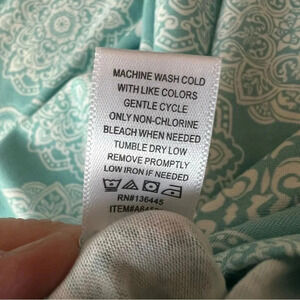 MACHINE WASH COLD
WITH LIKE COLORS
GENTLE CYCLE
ONLY NON-CHLORINE
BLEACH WHEN NEEDED
TUMBLE DRY LOW
REMOVE PROMPTLY
LOW IRON IF NEEDED
RN#136445